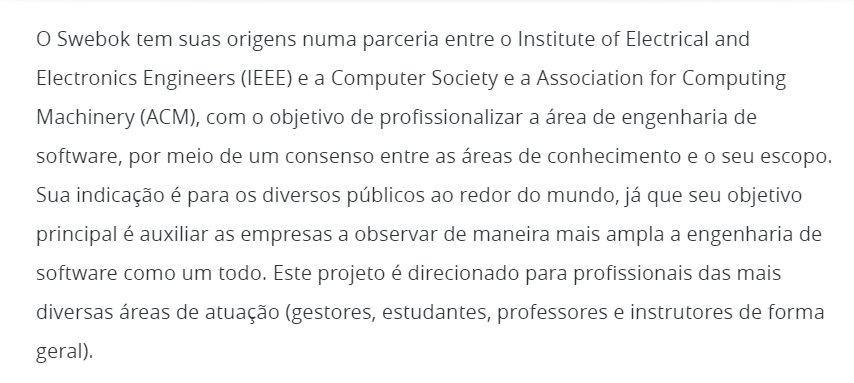 O Swebok tem suas origens numa parceria entre o Institute of Electrical and
Electronics Engineers (IEEE) e a Computer Society e a Association for Computing
Machinery (ACM), com o objetivo de profissionalizar a área de engenharia de
software, por meio de um consenso entre as áreas de conhecimento e o seu escopo.
Sua indicação é para os diversos públicos ao redor do mundo, já que seu objetivo
principal é auxiliar as empresas a observar de maneira mais ampla a engenharia de
software como um todo. Este projeto é direcionado para profissionais das mais
diversas áreas de atuação (gestores, estudantes, professores e instrutores de forma
geral).